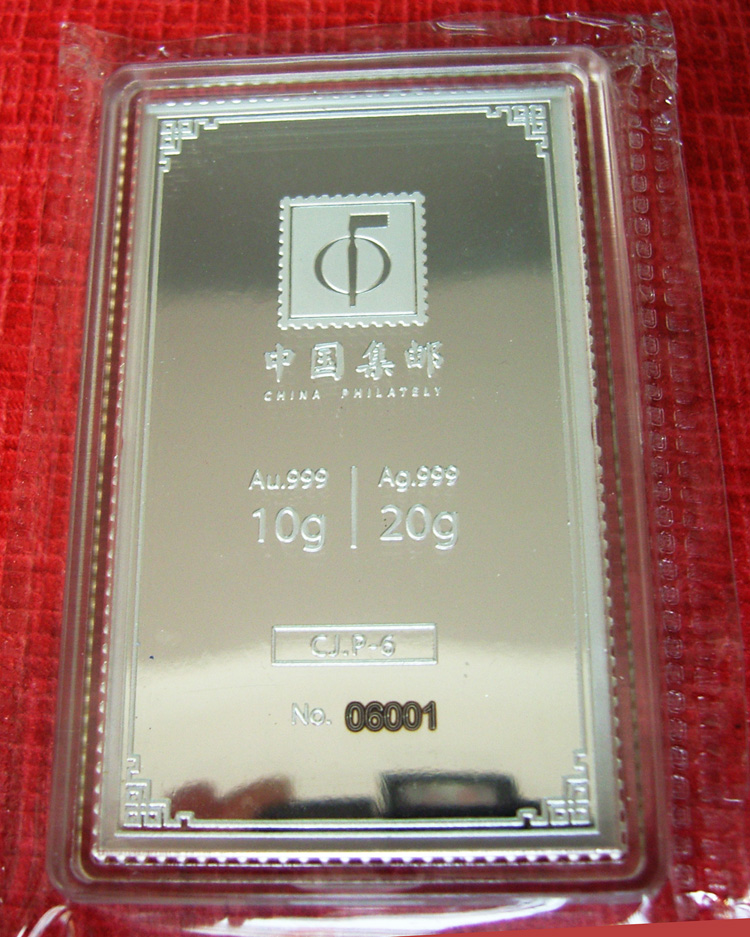 中国集邮
CHINA PHILATELY
Au.999 Ag.999
10g 20g
CJ.P-6
No. 06001